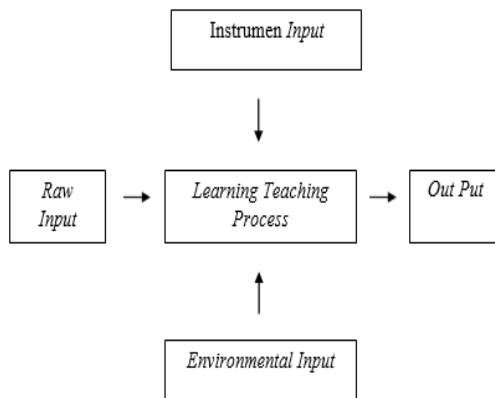 Instrumen Input
Raw
Input
Learning Teaching
Process
Out Put
Environmental Input